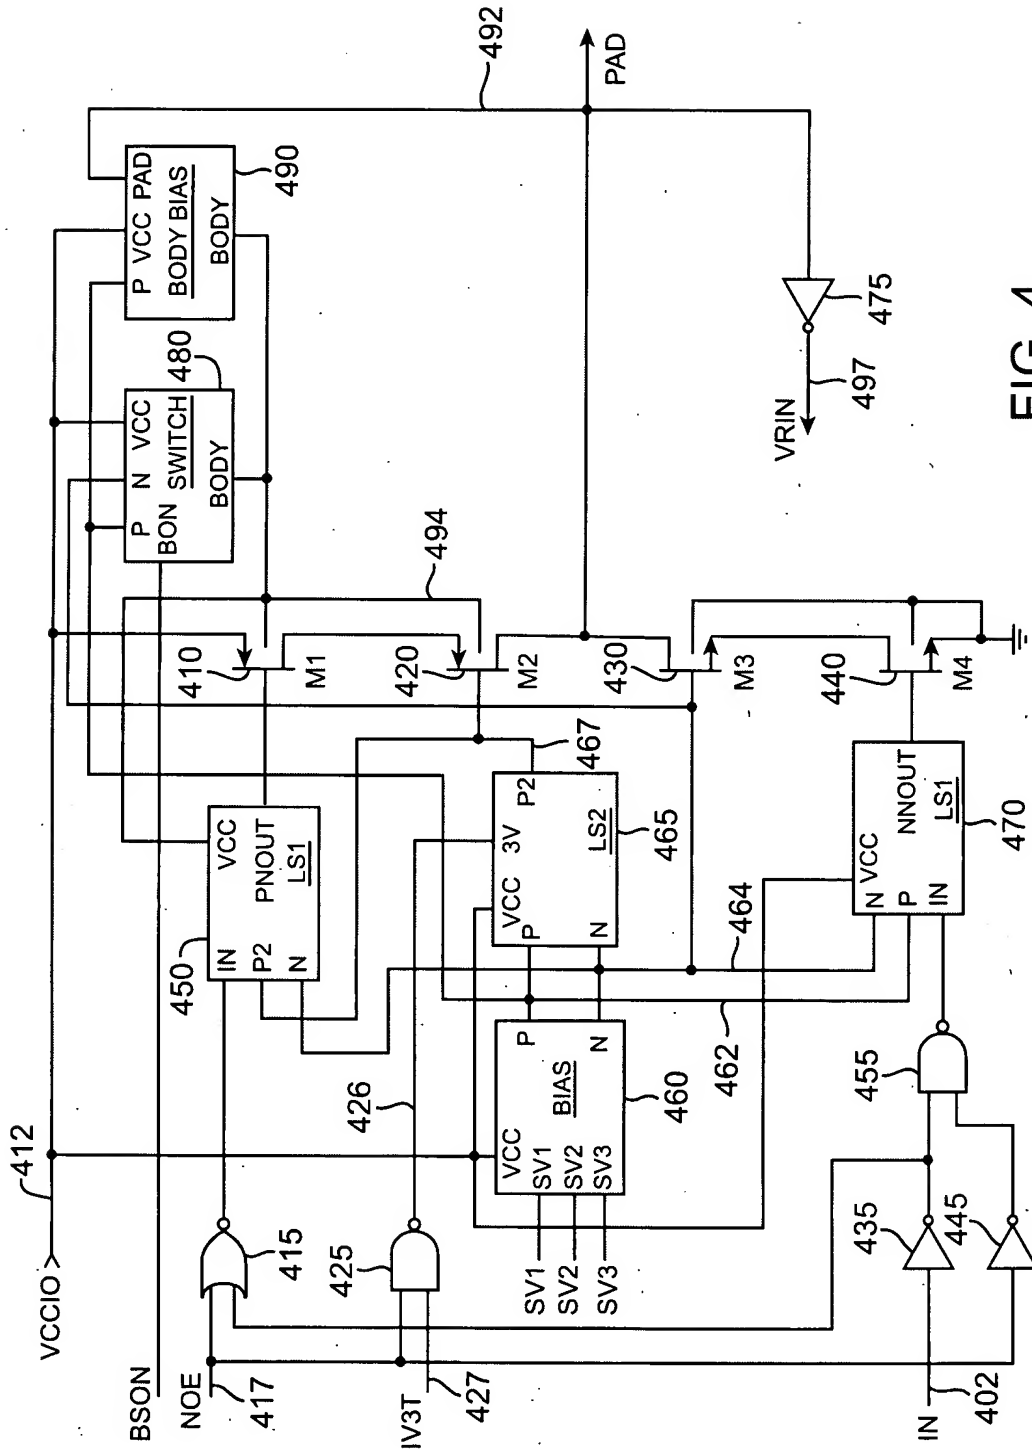 VCCIO
412
BSON
NOE
417
415
IV3T
427
425
426
IN
402
435
445
455
450
IN
P2
N
VCC
PNOUT
LS1
410
M1
420
M2
430
M3
440
M4
VCC
SV1
SV2
SV3
BIAS
P
N
SV1
SV2
SV3
460
462
464
VCC
3V
P
N
P2
LS2
465
467
N
P
IN
VCC
NNOUT
LS1
470
P
BON
N
VCC
SWITCH
BODY
480
P
VCC
PAD
BODY BIAS
BODY
490
492
494
PAD
475
497
VRIN
FIG. 4